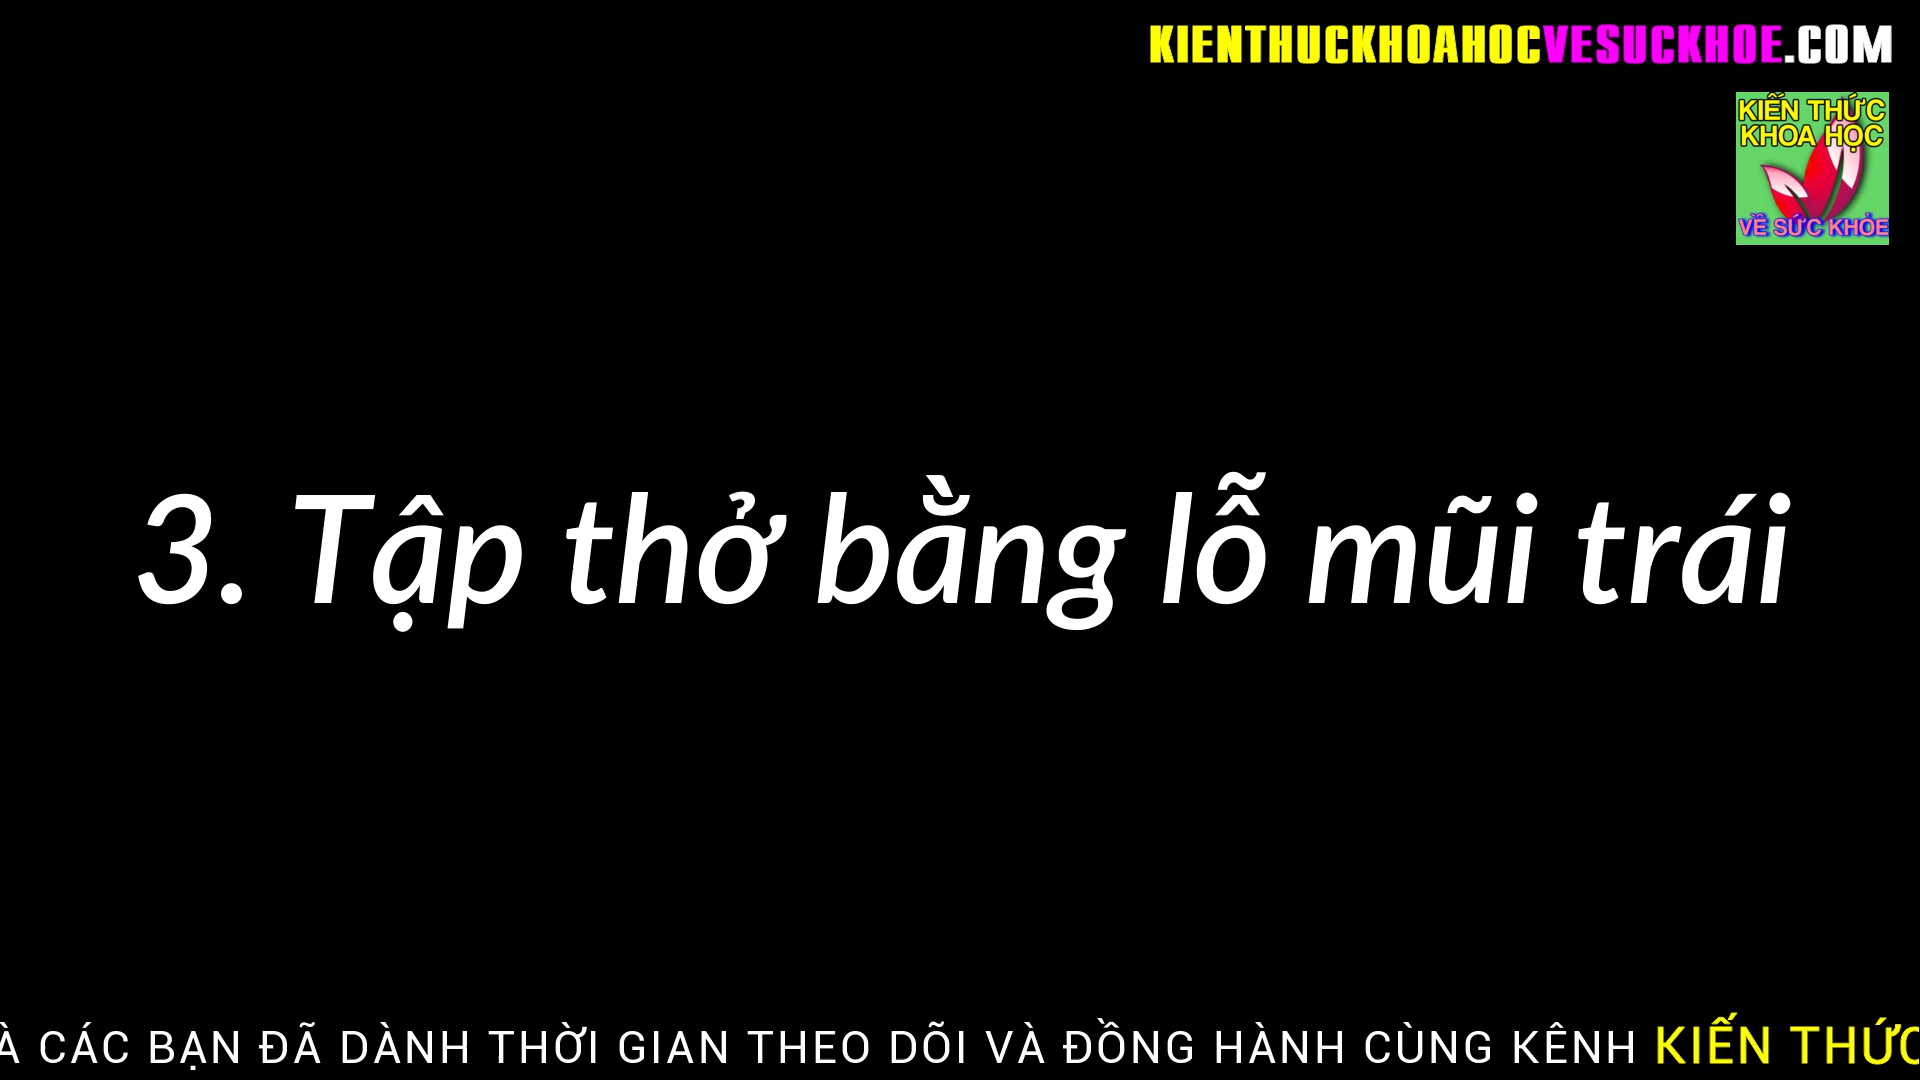 KIENTHUCKHOAHOCVESUCKHOE.COM
KIẾN THỨC
KHOA HỌC
VỀ SỨC KHỎE
3. Tập thở bằng lỗ mũi trái
À CÁC BẠN ĐÃ DÀNH THỜI GIAN THEO DÕI VÀ ĐỒNG HÀNH CÙNG KÊNH KIẾN THỨC